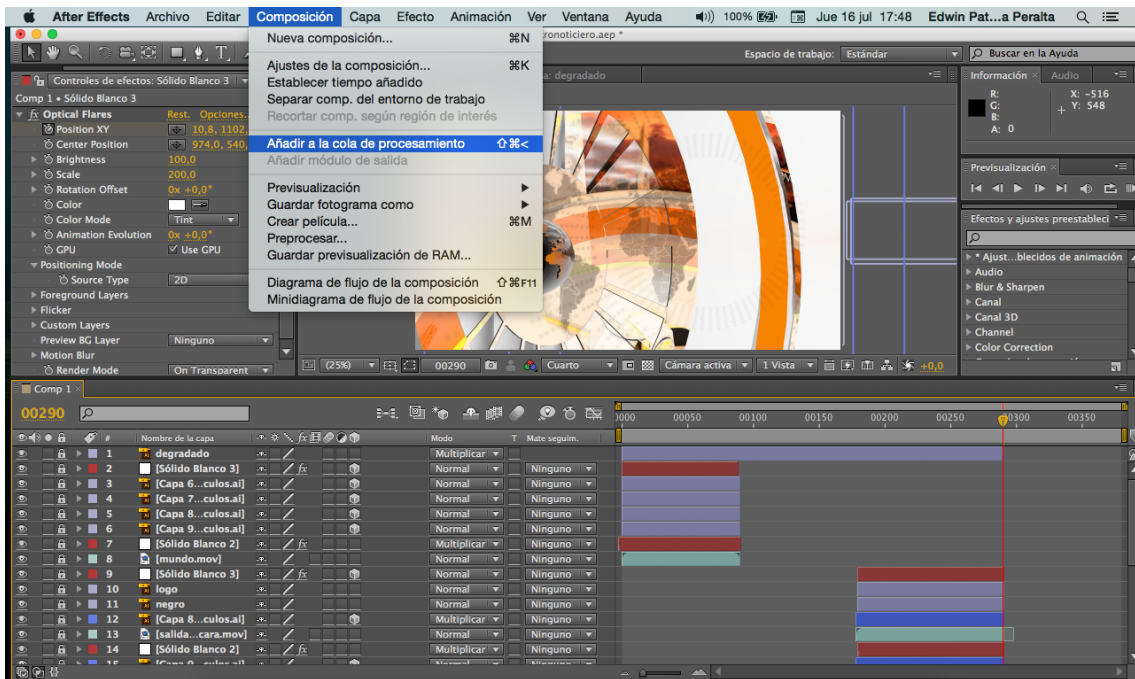 After Effects Archivo Editar Composición Capa Efecto Animación Ver Ventana Ayuda 100% Jue 16 jul 17:48 Edwin Pat...a Peralta
Nueva composición... ⌘N
Ajustes de la composición... ⌘K
Establecer tiempo añadido
Separar comp. del entorno de trabajo
Recortar comp. según región de interés
Añadir a la cola de procesamiento ⇧⌘<
Añadir módulo de salida
Previsualización
Guardar fotograma como
Crear película... ⌘M
Preprocesar...
Guardar previsualización de RAM...
Diagrama de flujo de la composición ⇧⌘F11
Minidiagrama de flujo de la composición
ronoticiero.aep *
Espacio de trabajo: Estándar
Buscar en la Ayuda
a: degradado
Controles de efectos: Sólido Blanco 3
Comp 1 • Sólido Blanco 3
fx Optical Flares Rest. Opciones...
Position XY 10,8, 1102,
Center Position 974,0, 540,
Brightness 100,0
Scale 200,0
Rotation Offset 0x +0,0°
Color
Color Mode Tint
Animation Evolution 0x +0,0°
GPU Use GPU
Positioning Mode
Source Type 2D
Foreground Layers
Flicker
Custom Layers
Preview BG Layer Ninguno
Motion Blur
Render Mode On Transparent
Información Audio
R: X: -516
G: Y: 548
B:
A: 0
Previsualización
Efectos y ajustes preestableci
* Ajust...blecidos de animación
Audio
Blur & Sharpen
Canal
Canal 3D
Channel
Color Correction
(25%) 00290 Cuarto Cámara activa 1 Vista +0,0
Comp 1
00290
0000 00050 00100 00150 00200 00250 0300 00350
# Nombre de la capa Modo T Mate seguim.
1 degradado Multiplicar
2 [Sólido Blanco 3] fx Normal Ninguno
3 [Capa 6...culos.ai] Normal Ninguno
4 [Capa 7...culos.ai] Normal Ninguno
5 [Capa 8...culos.ai] Normal Ninguno
6 [Capa 9...culos.ai] Normal Ninguno
7 [Sólido Blanco 2] fx Multiplicar Ninguno
8 [mundo.mov] Normal Ninguno
9 [Sólido Blanco 3] fx Normal Ninguno
10 logo Normal Ninguno
11 negro Normal Ninguno
12 [Capa 8...culos.ai] Multiplicar Ninguno
13 [salida...cara.mov] Normal Ninguno
14 [Sólido Blanco 2] fx Multiplicar Ninguno